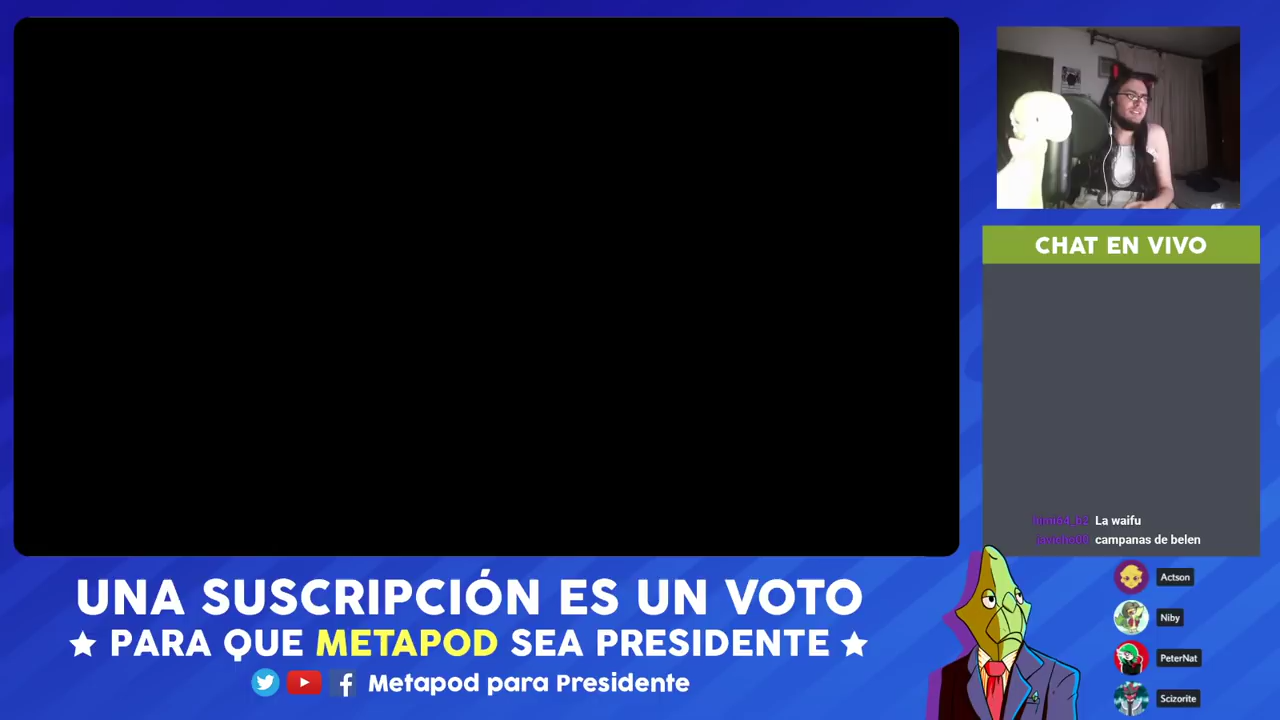 CHAT EN VIVO
La waifu
campanas de belen
Actson
Niby
PeterNat
Scizorite
UNA SUSCRIPCIÓN ES UN VOTO
★ PARA QUE METAPOD SEA PRESIDENTE ★
Metapod para Presidente